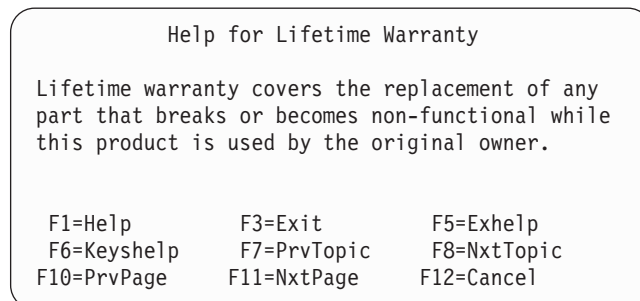 Help for Lifetime Warranty
Lifetime warranty covers the replacement of any
part that breaks or becomes non-functional while
this product is used by the original owner.
F1=Help F3=Exit F5=Exhelp
F6=Keyshelp F7=PrvTopic F8=NxtTopic
F10=PrvPage F11=NxtPage F12=Cancel